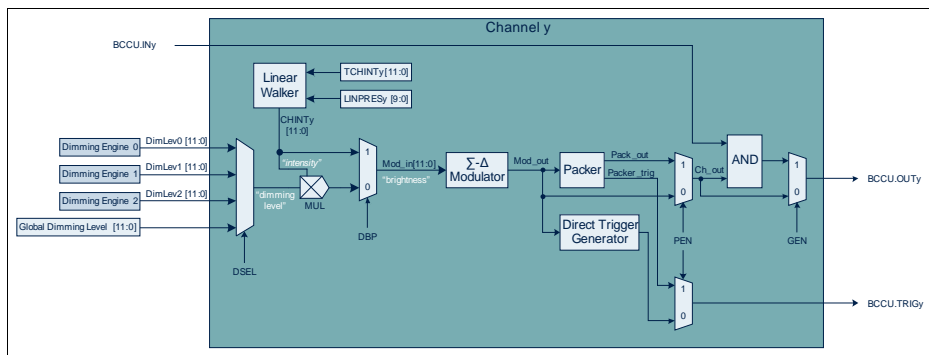 Channel y
BCCU.INy
Linear
Walker
TCHINTy [11:0]
LINPRESy [9:0]
CHINTy
[11:0]
Dimming Engine 0
DimLev0 [11:0]
Dimming Engine 1
DimLev1 [11:0]
Dimming Engine 2
DimLev2 [11:0]
Global Dimming Level [11:0]
"dimming
level"
DSEL
"intensity"
MUL
1
0
DBP
Mod_in[11:0]
"brightness"
∑-Δ
Modulator
Mod_out
Packer
Pack_out
Packer_trig
Direct Trigger
Generator
1
0
Ch_out
PEN
AND
1
0
GEN
BCCU.OUTy
1
0
BCCU.TRIGy